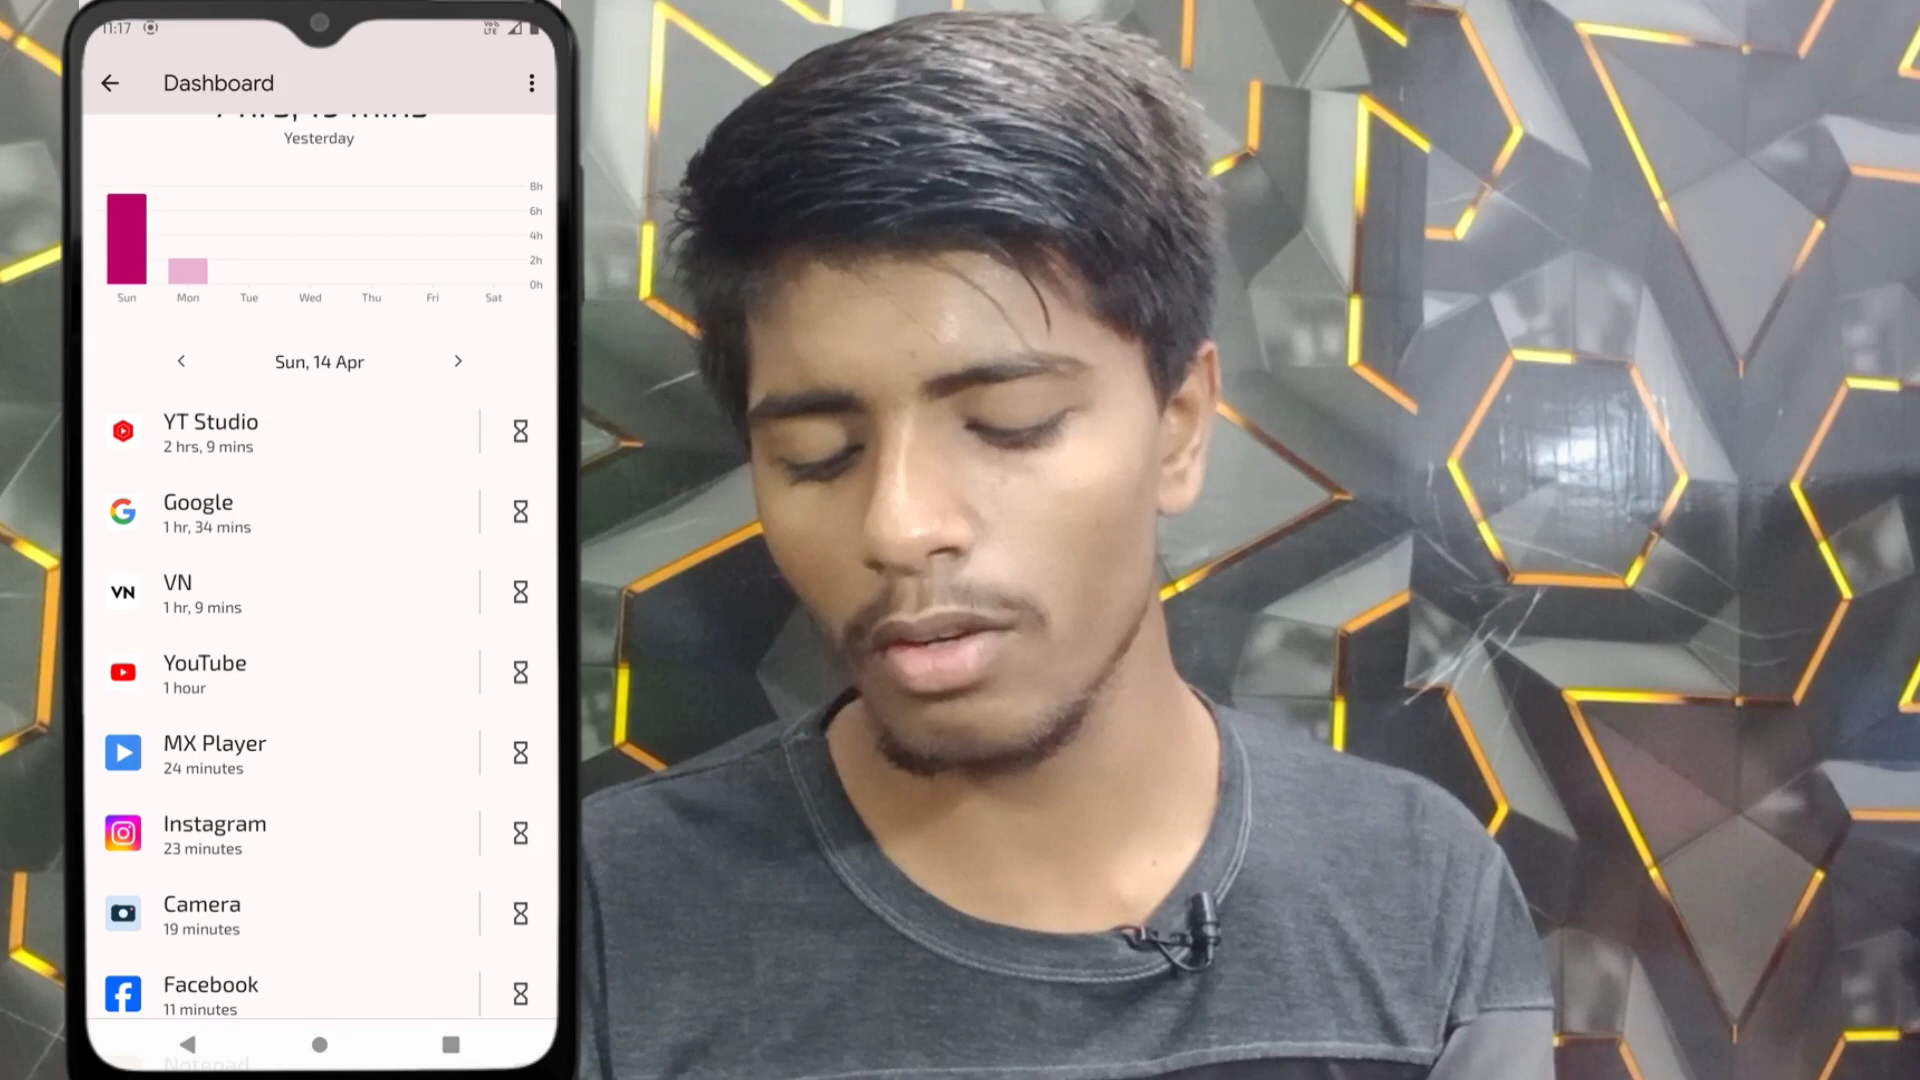 11:17
VoLTE
Dashboard
Yesterday
8h
6h
4h
2h
0h
Sun Mon Tue Wed Thu Fri Sat
Sun, 14 Apr
YT Studio
2 hrs, 9 mins
Google
1 hr, 34 mins
VN
VN
1 hr, 9 mins
YouTube
1 hour
MX Player
24 minutes
Instagram
23 minutes
Camera
19 minutes
Facebook
11 minutes
Notepad